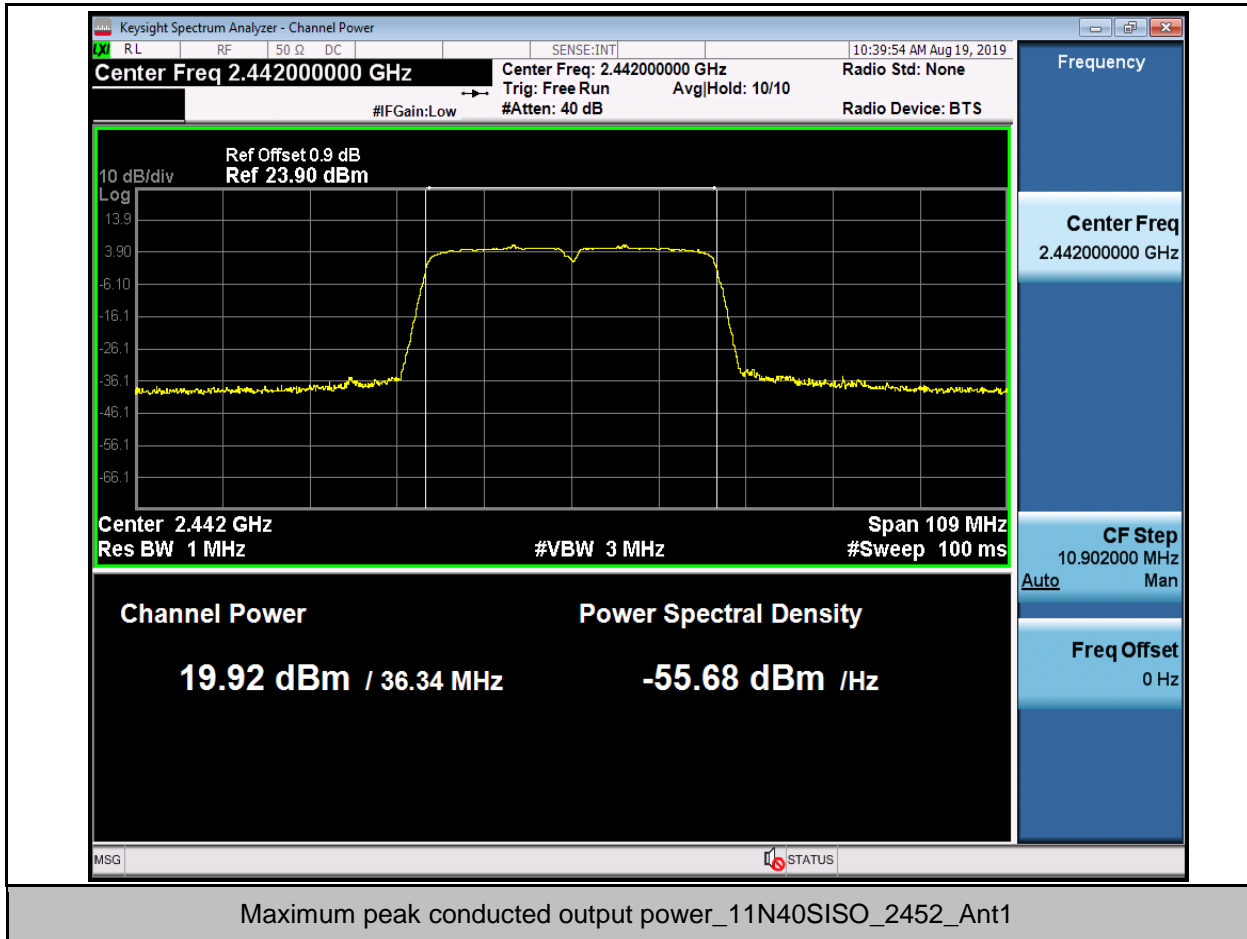 Keysight Spectrum Analyzer - Channel Power
LXI RL RF 50 Ω DC SENSE:INT 10:39:54 AM Aug 19, 2019
Center Freq 2.442000000 GHz
#IFGain:Low
Center Freq: 2.442000000 GHz
Trig: Free Run Avg|Hold: 10/10
#Atten: 40 dB
Radio Std: None
Radio Device: BTS
Ref Offset 0.9 dB
10 dB/div Ref 23.90 dBm
Log
13.9
3.90
-6.10
-16.1
-26.1
-36.1
-46.1
-56.1
-66.1
Center 2.442 GHz Span 109 MHz
Res BW 1 MHz #VBW 3 MHz #Sweep 100 ms
Channel Power Power Spectral Density
19.92 dBm / 36.34 MHz -55.68 dBm /Hz
Frequency
Center Freq
2.442000000 GHz
CF Step
10.902000 MHz
Auto Man
Freq Offset
0 Hz
MSG STATUS
Maximum peak conducted output power_11N40SISO_2452_Ant1